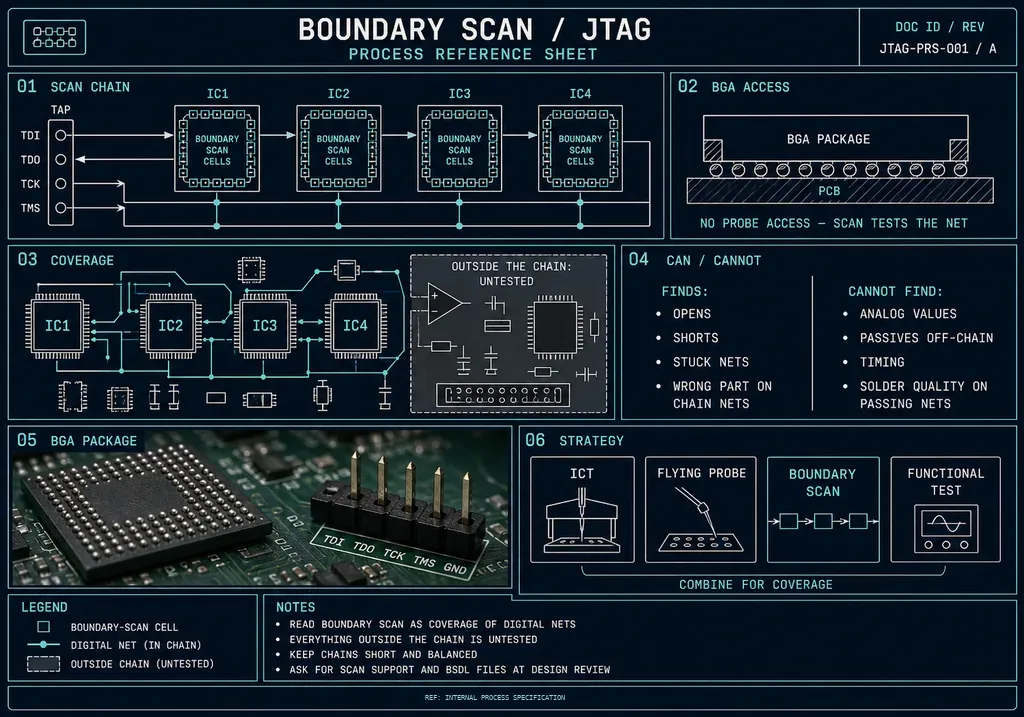 BOUNDARY SCAN / JTAG
PROCESS REFERENCE SHEET
DOC ID / REV
JTAG-PRS-001 / A
01 SCAN CHAIN
TAP
TDI
TDO
TCK
TMS
IC1
IC2
IC3
IC4
BOUNDARY
SCAN
CELLS
BOUNDARY
SCAN
CELLS
BOUNDARY
SCAN
CELLS
BOUNDARY
SCAN
CELLS
02 BGA ACCESS
BGA PACKAGE
PCB
NO PROBE ACCESS – SCAN TESTS THE NET
03 COVERAGE
IC1
IC2
IC3
IC4
OUTSIDE THE CHAIN:
UNTESTED
04 CAN / CANNOT
FINDS:
• OPENS
• SHORTS
• STUCK NETS
• WRONG PART ON
CHAIN NETS
CANNOT FIND:
• ANALOG VALUES
• PASSIVES OFF-CHAIN
• TIMING
• SOLDER QUALITY ON
PASSING NETS
05 BGA PACKAGE
TDI TDO TCK TMS GND
06 STRATEGY
ICT
FLYING PROBE
BOUNDARY
SCAN
FUNCTIONAL
TEST
COMBINE FOR COVERAGE
LEGEND
BOUNDARY-SCAN CELL
DIGITAL NET (IN CHAIN)
OUTSIDE CHAIN (UNTESTED)
NOTES
• READ BOUNDARY SCAN AS COVERAGE OF DIGITAL NETS
• EVERYTHING OUTSIDE THE CHAIN IS UNTESTED
• KEEP CHAINS SHORT AND BALANCED
• ASK FOR SCAN SUPPORT AND BSDL FILES AT DESIGN REVIEW
REF: INTERNAL PROCESS SPECIFICATION